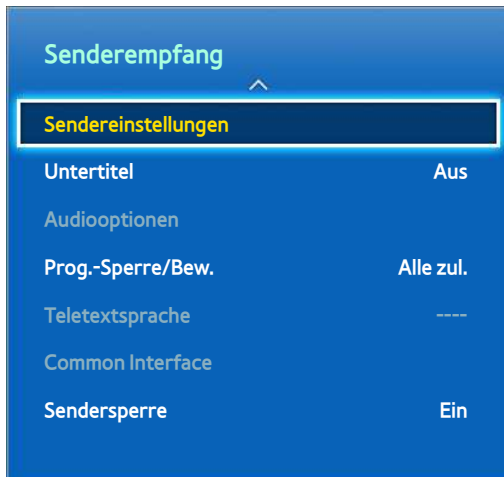 Senderempfang
Sendereinstellungen
Untertitel Aus
Audiooptionen
Prog.-Sperre/Bew. Alle zul.
Teletextsprache ----
Common Interface
Sendersperre Ein